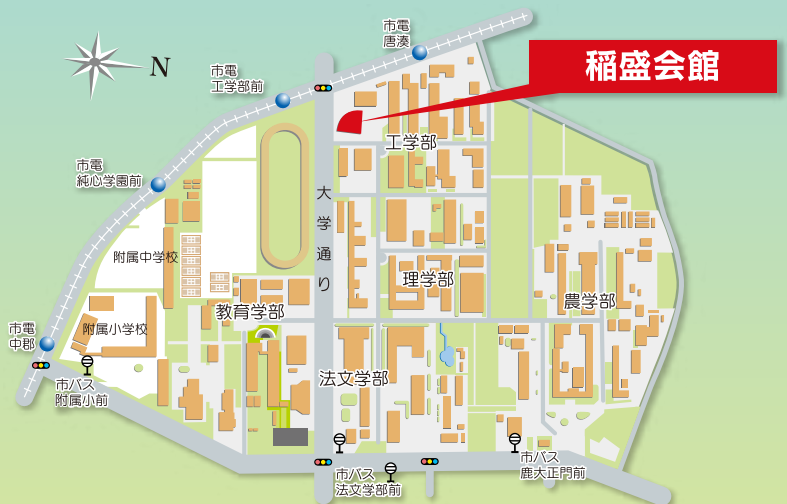 市電
唐湊
稲盛会館
N
市電
工学部前
工学部
市電
純心学園前
大学通り
附属中学校
理学部
農学部
教育学部
市電
中郡
附属小学校
法文学部
市バス
附属小前
市バス
法文学部前
市バス
鹿大正門前